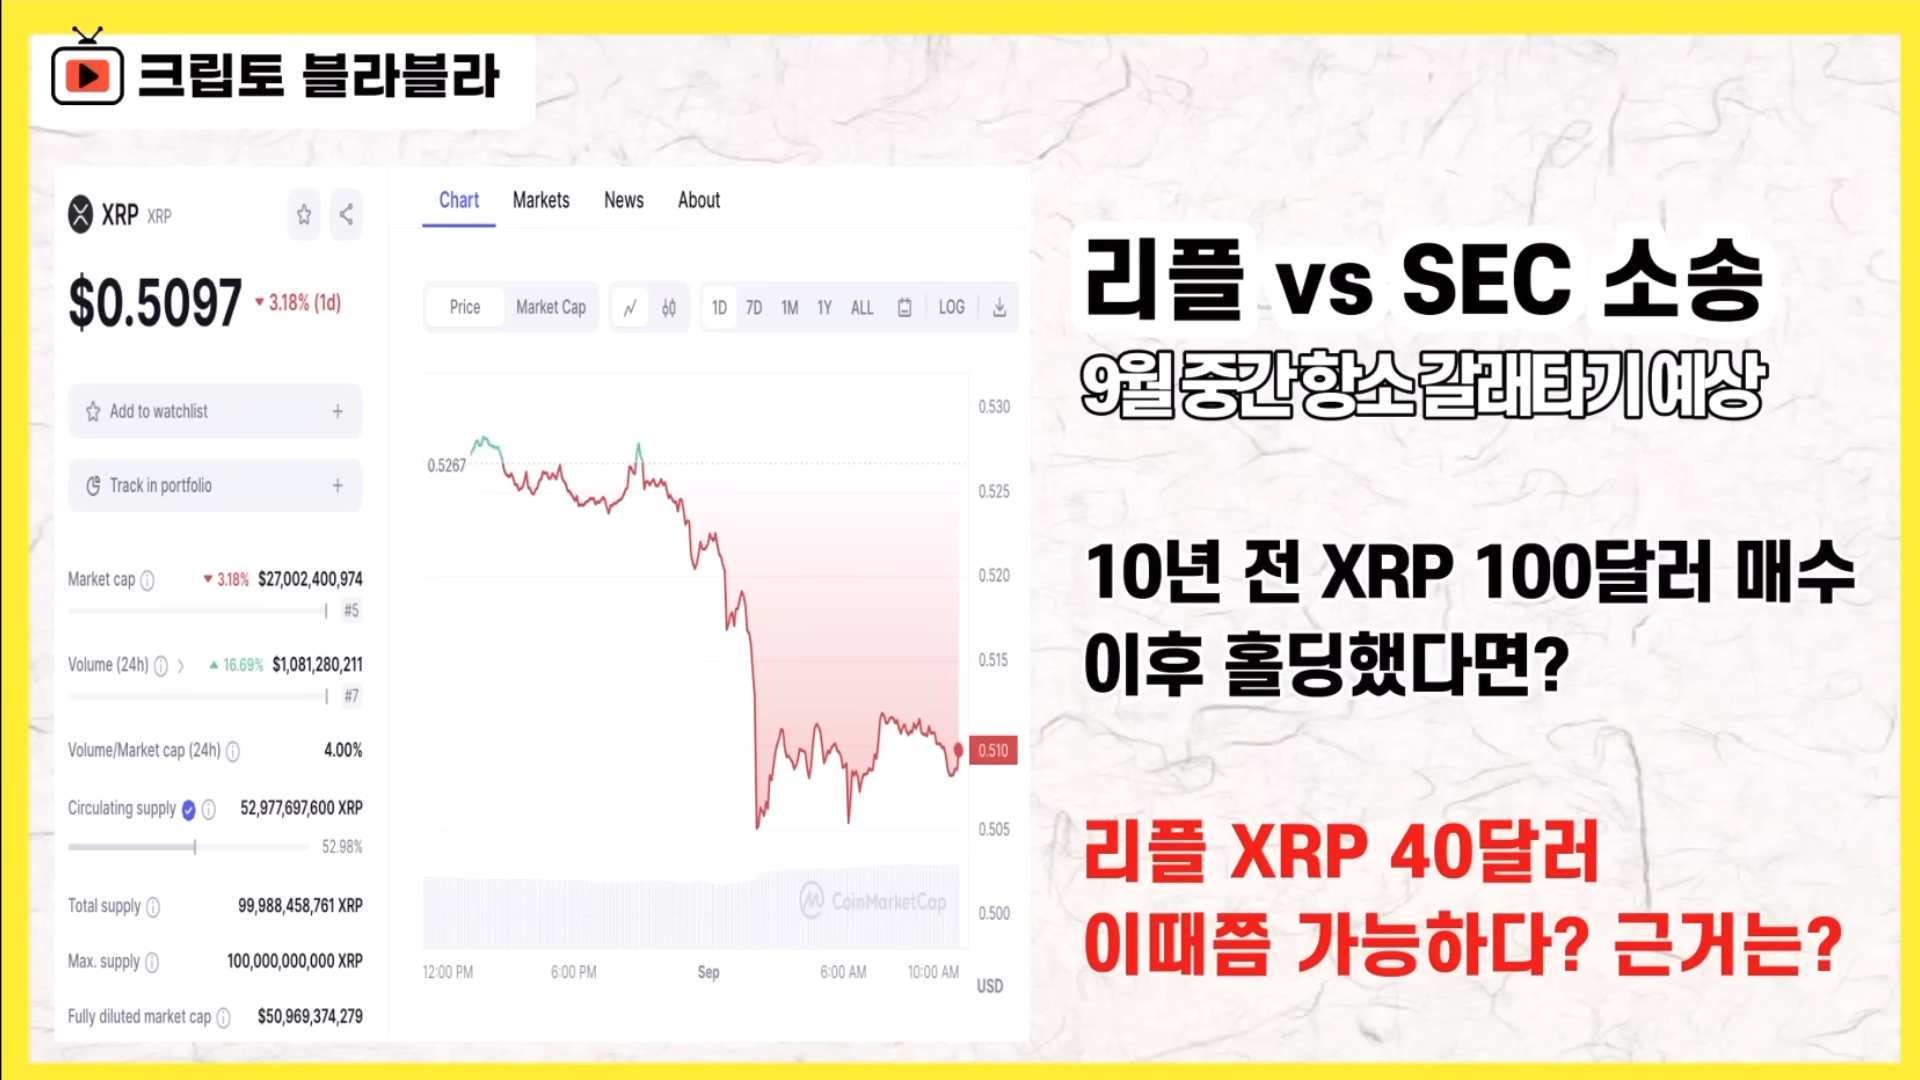 크립토 블라블라
XRP XRP
$0.5097 3.18% (1d)
Add to watchlist +
Track in portfolio +
Market cap 3.18% $27,002,400,974
#5
Volume (24h) 16.69% $1,081,280,211
#7
Volume/Market cap (24h) 4.00%
Circulating supply 52,977,697,600 XRP
52.98%
Total supply 99,988,458,761 XRP
Max. supply 100,000,000,000 XRP
Fully diluted market cap $50,969,374,279
Chart Markets News About
Price Market Cap 1D 7D 1M 1Y ALL LOG
0.5267
0.530
0.525
0.520
0.515
0.510
0.505
0.500
CoinMarketCap
12:00 PM 6:00 PM Sep 6:00 AM 10:00 AM
USD
리플 vs SEC 소송
9월 중간 항소 갈래타기 예상
10년 전 XRP 100달러 매수
이후 홀딩했다면?
리플 XRP 40달러
이때쯤 가능하다? 근거는?